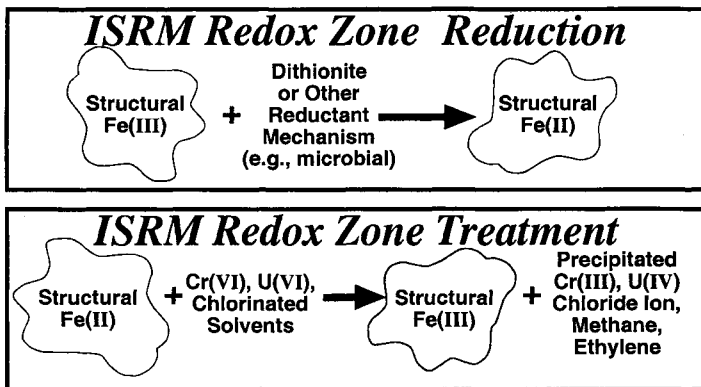 ISRM Redox Zone Reduction
Structural
Fe(III)
+
Dithionite
or Other
Reductant
Mechanism
(e.g., microbial)
Structural
Fe(II)
ISRM Redox Zone Treatment
Structural
Fe(II)
+
Cr(VI), U(VI),
Chlorinated
Solvents
Structural
Fe(III)
+
Precipitated
Cr(III), U(IV)
Chloride Ion,
Methane,
Ethylene